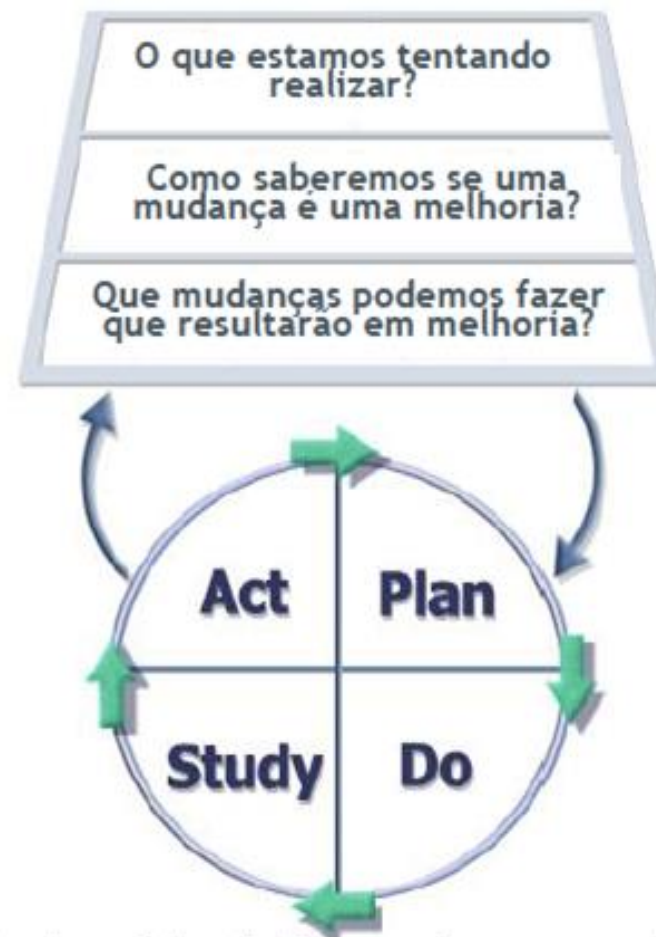 O que estamos tentando
realizar?
Como saberemos se uma
mudança é uma melhoria?
Que mudanças podemos fazer
que resultarão em melhoria?
Act Plan
Study Do